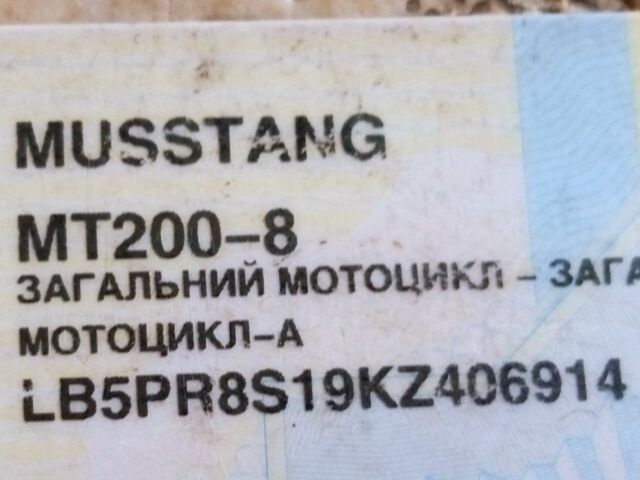 MUSSTANG
MT200-8
ЗАГАЛЬНИЙ МОТОЦИКЛ - ЗАГА
МОТОЦИКЛ-А
LB5PR8S19KZ406914